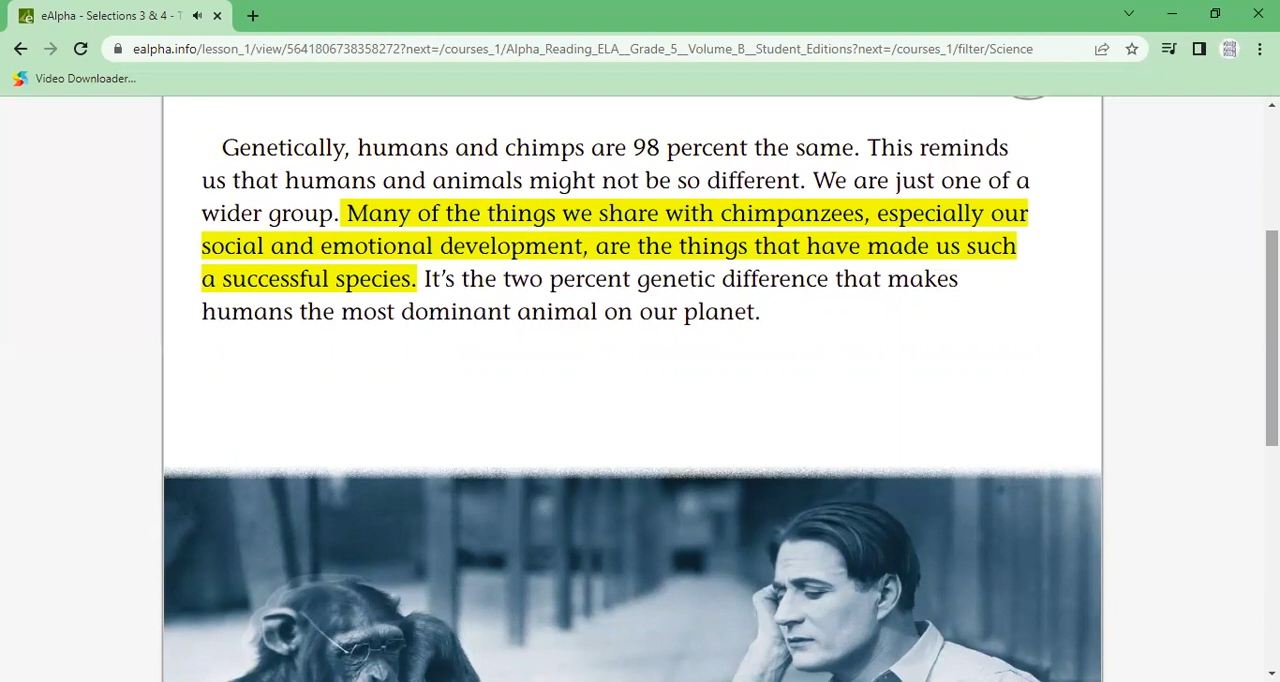 eAlpha - Selections 3 & 4 - T
ealpha.info/lesson_1/view/5641806738358272?next=/courses_1/Alpha_Reading_ELA__Grade_5__Volume_B__Student_Editions?next=/courses_1/filter/Science
Video Downloader...
Genetically, humans and chimps are 98 percent the same. This reminds
us that humans and animals might not be so different. We are just one of a
wider group. Many of the things we share with chimpanzees, especially our
social and emotional development, are the things that have made us such
a successful species. It's the two percent genetic difference that makes
humans the most dominant animal on our planet.